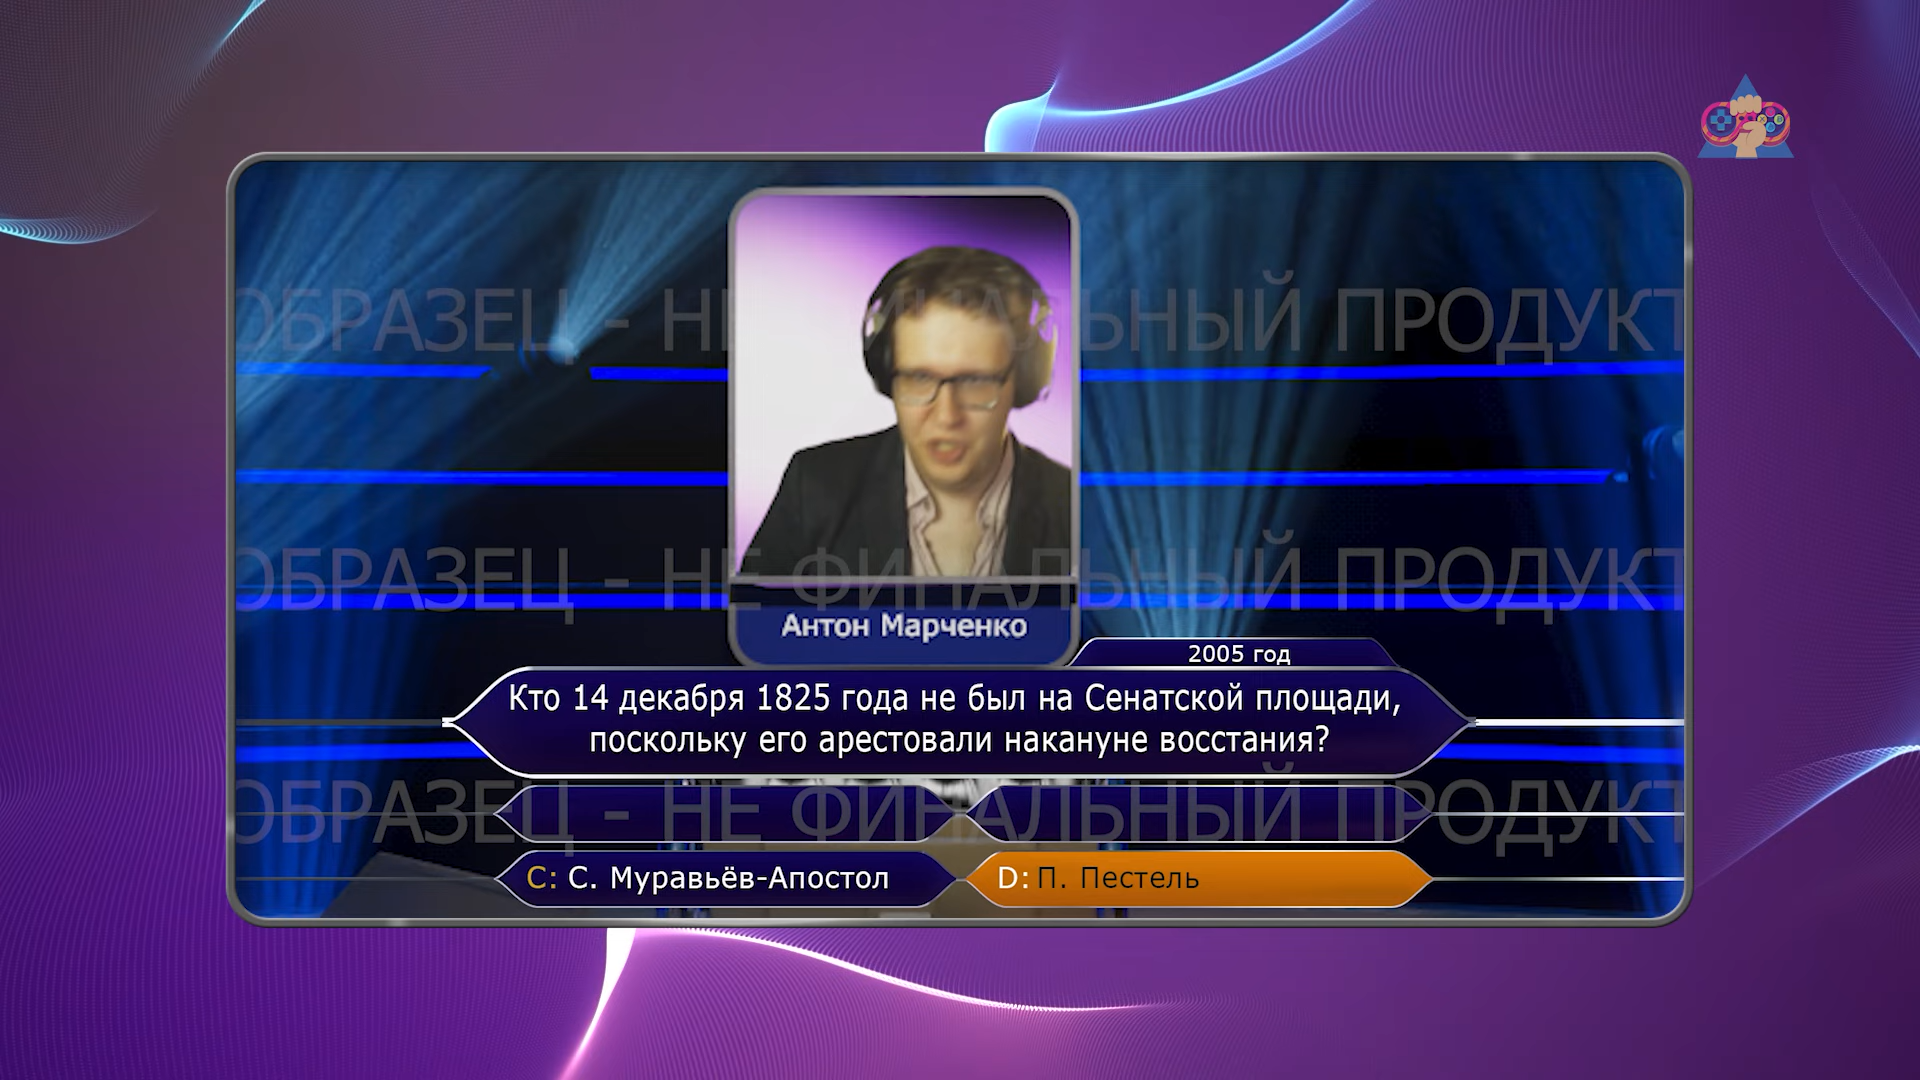 ОБРАЗЕЦ - НЕ ФИНАЛЬНЫЙ ПРОДУКТ
ОБРАЗЕЦ - НЕ ФИНАЛЬНЫЙ ПРОДУКТ
Антон Марченко
2005 год
Кто 14 декабря 1825 года не был на Сенатской площади,
поскольку его арестовали накануне восстания?
ОБРАЗЕЦ - НЕ ФИНАЛЬНЫЙ ПРОДУКТ
C: С. Муравьёв-Апостол
D: П. Пестель